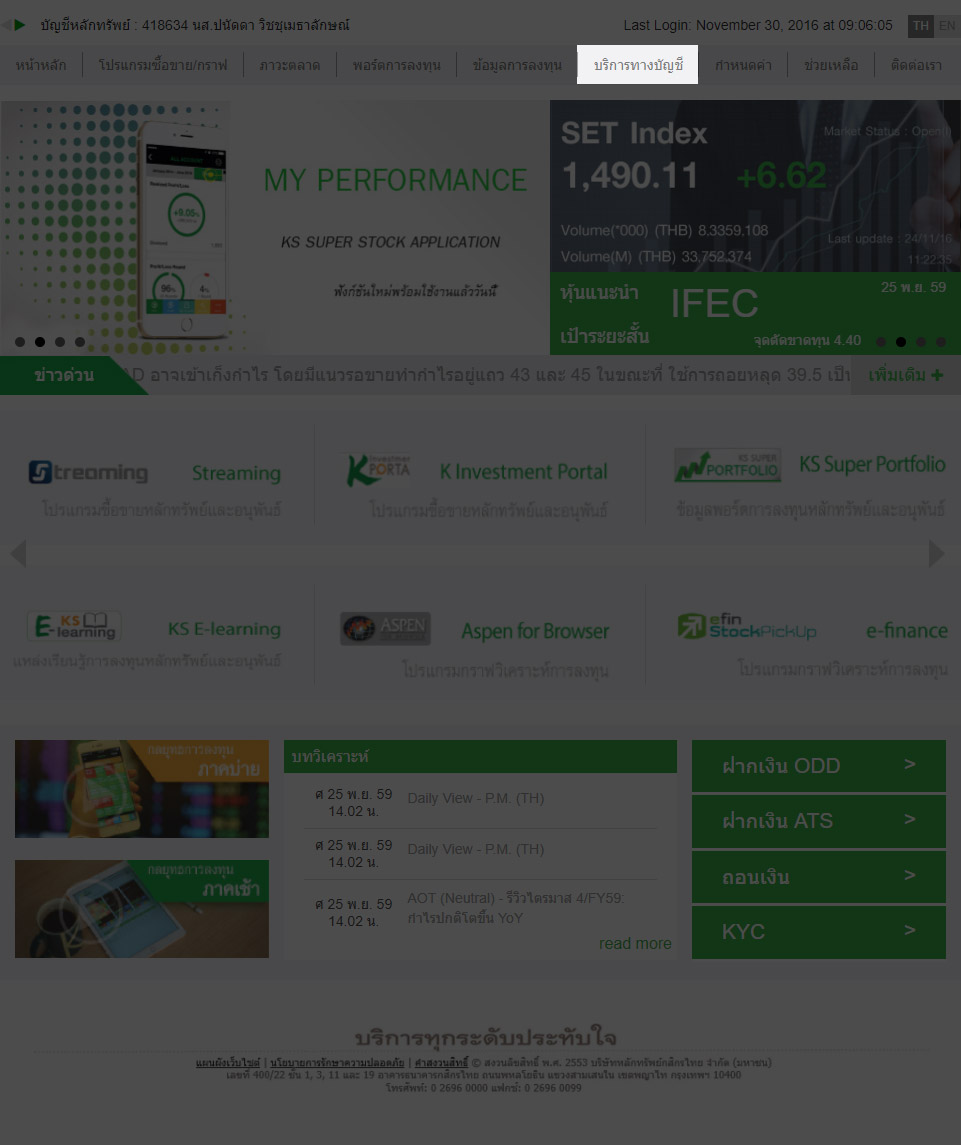 บัญชีหลักทรัพย์ : 418634 นส.ปนัดดา วิชชุเมธาลักษณ์
Last Login: November 30, 2016 at 09:06:05
TH EN
หน้าหลัก โปรแกรมซื้อขาย/กราฟ ภาวะตลาด พอร์ตการลงทุน ข้อมูลการลงทุน บริการทางบัญชี กำหนดค่า ช่วยเหลือ ติดต่อเรา
MY PERFORMANCE
KS SUPER STOCK APPLICATION
ฟังก์ชันใหม่พร้อมใช้งานแล้ววันนี้
SET Index
Market Status : Open(I)
1,490.11 +6.62
Volume('000) (THB) 8,3359,108
Volume(M) (THB) 33,752,374
Last update : 24/11/16
11:22:35
หุ้นแนะนำ IFEC 25 พ.ย. 59
เป้าระยะสั้น จุดตัดขาดทุน 4.40
ข่าวด่วน
AD อาจเข้าเก็งกำไร โดยมีแนวรอขายทำกำไรอยู่แถว 43 และ 45 ในขณะที่ ใช้การถอยหลุด 39.5 เป็น
เพิ่มเติม +
Streaming Streaming
โปรแกรมซื้อขายหลักทรัพย์และอนุพันธ์
K Investor PORTA K Investment Portal
โปรแกรมซื้อขายหลักทรัพย์และอนุพันธ์
KS SUPER PORTFOLIO KS Super Portfolio
ข้อมูลพอร์ตการลงทุนหลักทรัพย์และอนุพันธ์
E-KS learning KS E-learning
แหล่งเรียนรู้การลงทุนหลักทรัพย์และอนุพันธ์
ASPEN Aspen for Browser
โปรแกรมกราฟวิเคราะห์การลงทุน
efin StockPickUp e-finance
โปรแกรมกราฟวิเคราะห์การลงทุน
กลยุทธการลงทุน
ภาคบ่าย
กลยุทธการลงทุน
ภาคเช้า
บทวิเคราะห์
ศ 25 พ.ย. 59 Daily View - P.M. (TH)
14.02 น.
ศ 25 พ.ย. 59 Daily View - P.M. (TH)
14.02 น.
ศ 25 พ.ย. 59 AOT (Neutral) - รีวิวไตรมาส 4/FY59:
14.02 น. กำไรปกติโตขึ้น YoY
read more
ฝากเงิน ODD >
ฝากเงิน ATS >
ถอนเงิน >
KYC >
บริการทุกระดับประทับใจ
แผนผังเว็บไซต์ | นโยบายการรักษาความปลอดภัย | คำสงวนสิทธิ์ © สงวนลิขสิทธิ์ พ.ศ. 2553 บริษัทหลักทรัพย์กสิกรไทย จำกัด (มหาชน)
เลขที่ 400/22 ชั้น 1, 3, 11 และ 19 อาคารธนาคารกสิกรไทย ถนนพหลโยธิน แขวงสามเสนใน เขตพญาไท กรุงเทพฯ 10400
โทรศัพท์: 0 2696 0000 แฟกซ์: 0 2696 0099